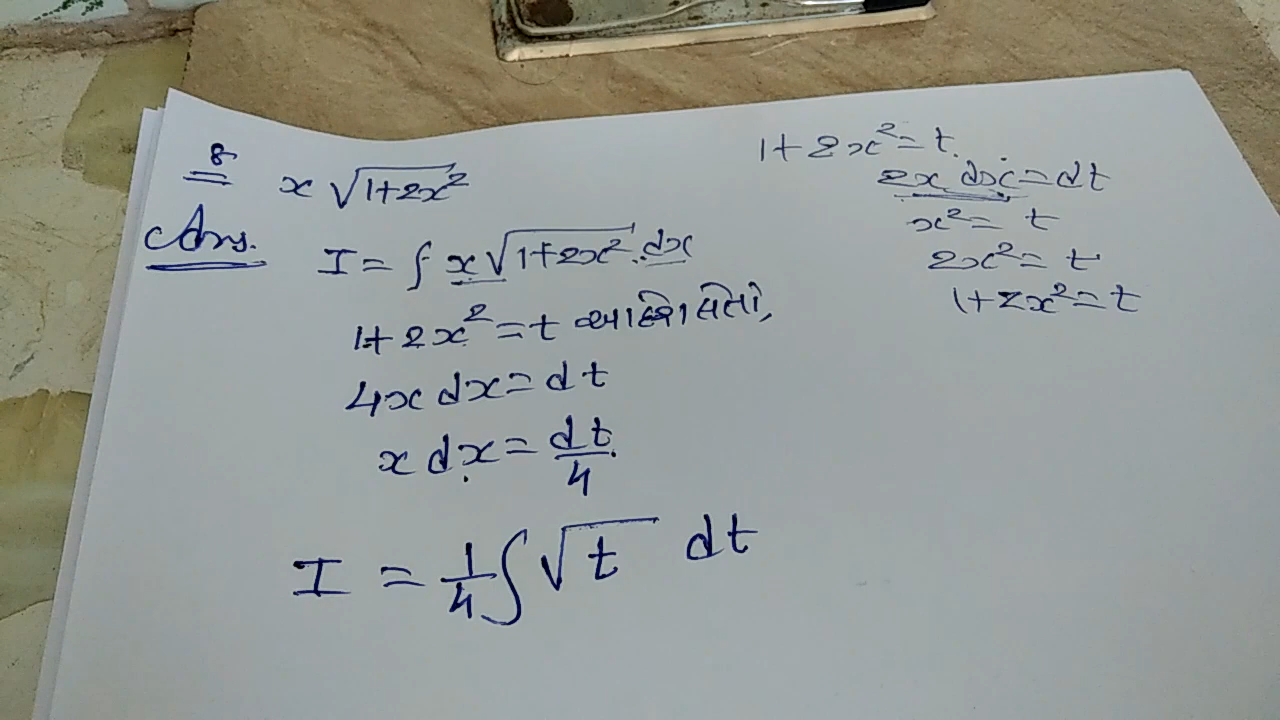 8
x √(1+2x²)
Ans.
I = ∫ x √(1+2x²) . dx
1+2x² = t આદેશ લેતો,
4x dx = dt
x dx = dt/4
I = 1/4 ∫ √t dt
1+2x² = t
2x dx = dt
x² = t
2x² = t
1+2x² = t